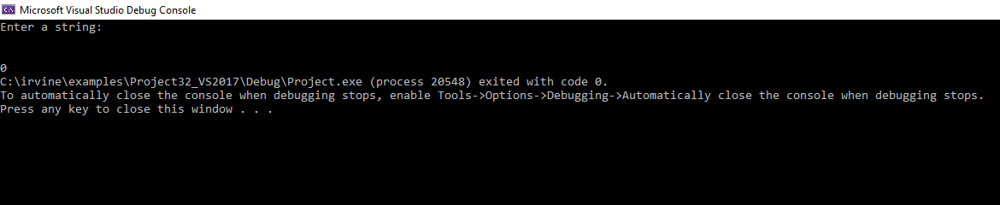 Microsoft Visual Studio Debug Console
Enter a string:
0
C:\irvine\examples\Project32_VS2017\Debug\Project.exe (process 20548) exited with code 0.
To automatically close the console when debugging stops, enable Tools->Options->Debugging->Automatically close the console when debugging stops.
Press any key to close this window . . .